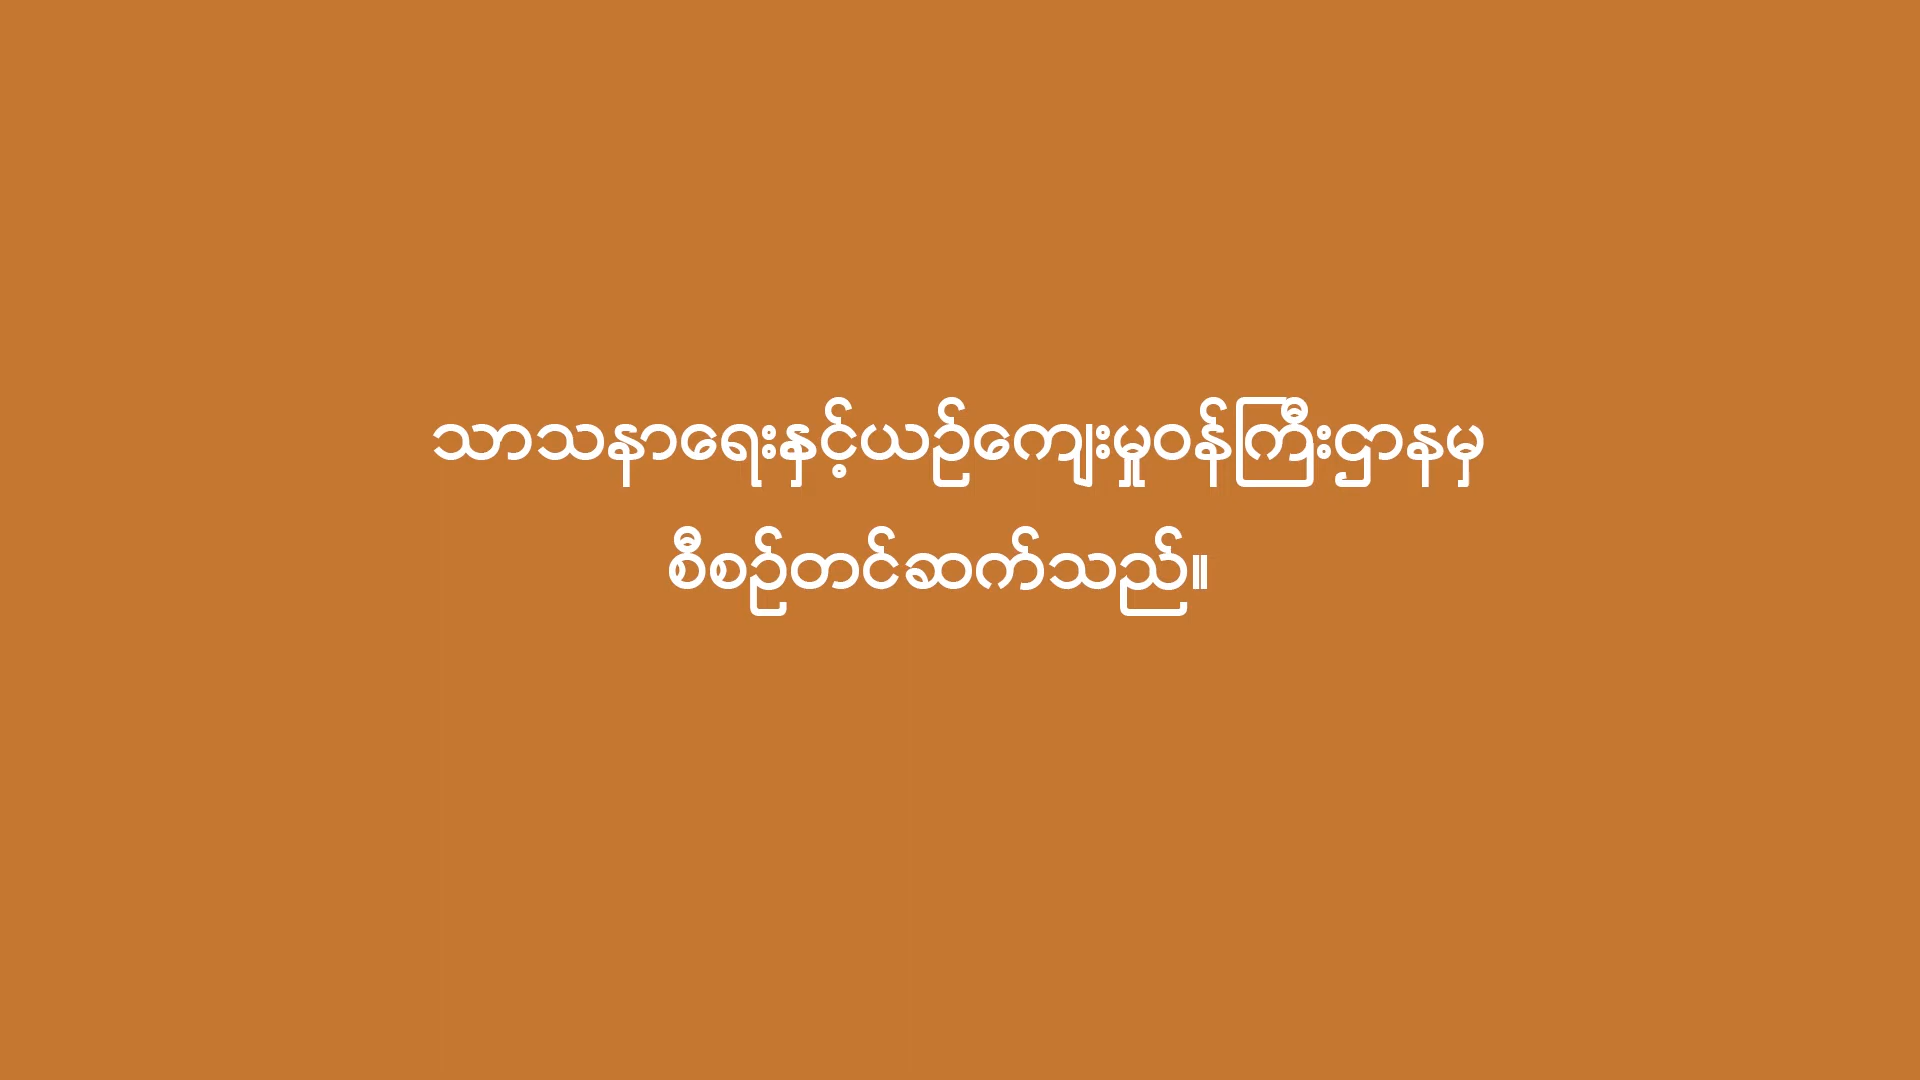 သာသနာရေးနှင့်ယဉ်ကျေးမှုဝန်ကြီးဌာနမှ
စီစဉ်တင်ဆက်သည်။